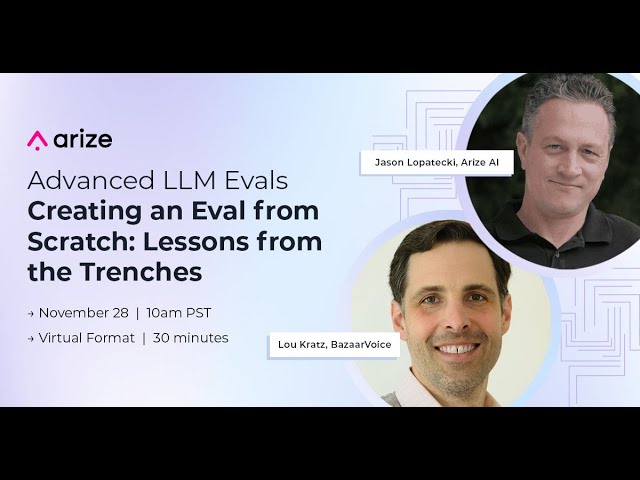 arize
Advanced LLM Evals
Creating an Eval from
Scratch: Lessons from
the Trenches
→ November 28 | 10am PST
→ Virtual Format | 30 minutes
Jason Lopatecki, Arize AI
Lou Kratz, BazaarVoice